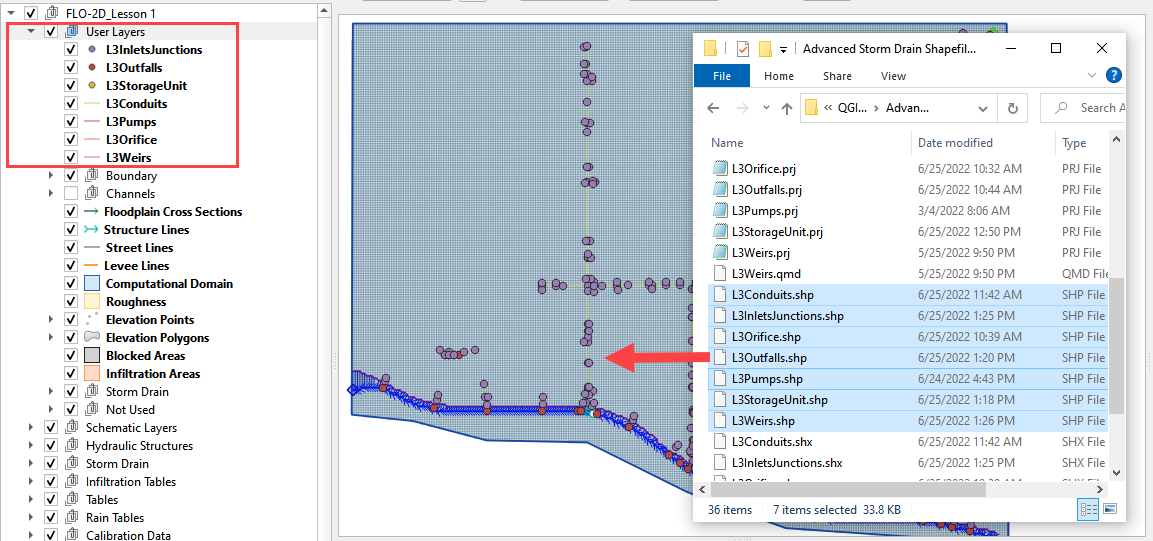 FLO-2D_Lesson 1
User Layers
L3InletsJunctions
L3Outfalls
L3StorageUnit
L3Conduits
L3Pumps
L3Orifice
L3Weirs
Boundary
Channels
Floodplain Cross Sections
Structure Lines
Street Lines
Levee Lines
Computational Domain
Roughness
Elevation Points
Elevation Polygons
Blocked Areas
Infiltration Areas
Storm Drain
Not Used
Schematic Layers
Hydraulic Structures
Storm Drain
Infiltration Tables
Tables
Rain Tables
Calibration Data
Advanced Storm Drain Shapefil...
File Home Share View
« QGI... Advan... Search A
Name Date modified Type
L3Orifice.prj 6/25/2022 10:32 AM PRJ File
L3Outfalls.prj 6/25/2022 10:44 AM PRJ File
L3Pumps.prj 3/4/2022 8:06 AM PRJ File
L3StorageUnit.prj 6/25/2022 12:50 PM PRJ File
L3Weirs.prj 5/25/2022 9:50 PM PRJ File
L3Weirs.qmd 5/25/2022 9:50 PM QMD File
L3Conduits.shp 6/25/2022 11:42 AM SHP File
L3InletsJunctions.shp 6/25/2022 1:25 PM SHP File
L3Orifice.shp 6/25/2022 10:39 AM SHP File
L3Outfalls.shp 6/25/2022 1:20 PM SHP File
L3Pumps.shp 6/24/2022 4:43 PM SHP File
L3StorageUnit.shp 6/25/2022 1:18 PM SHP File
L3Weirs.shp 6/25/2022 1:26 PM SHP File
L3Conduits.shx 6/25/2022 11:42 AM SHX File
L3InletsJunctions.shx 6/25/2022 1:25 PM SHX File
36 items 7 items selected 33.8 KB